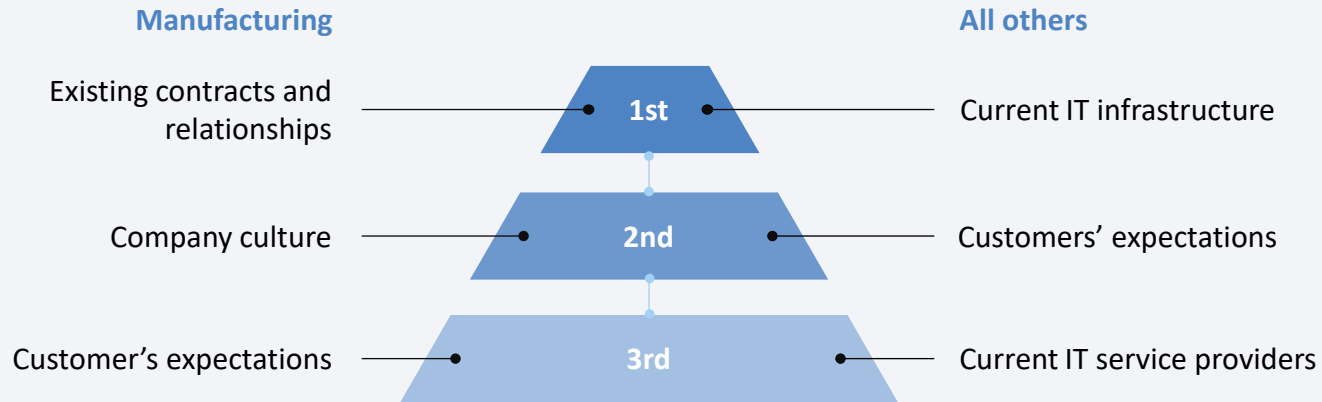 Manufacturing
All others
Existing contracts and
relationships
1st
Current IT infrastructure
Company culture
2nd
Customers’ expectations
Customer’s expectations
3rd
Current IT service providers